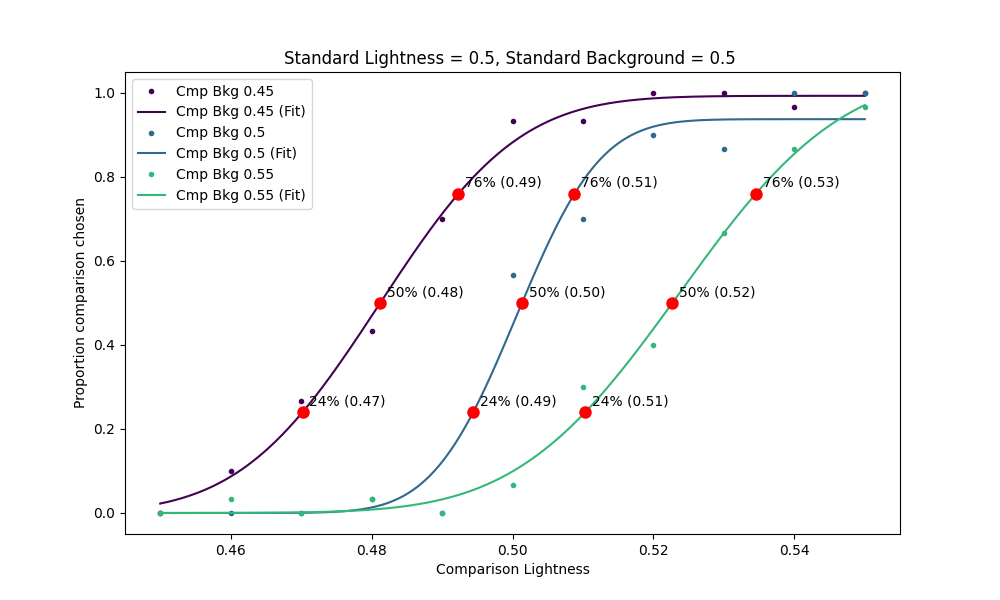 Standard Lightness = 0.5, Standard Background = 0.5
Cmp Bkg 0.45
Cmp Bkg 0.45 (Fit)
Cmp Bkg 0.5
Cmp Bkg 0.5 (Fit)
Cmp Bkg 0.55
Cmp Bkg 0.55 (Fit)
1.0
0.8
0.6
0.4
0.2
0.0
Proportion comparison chosen
76% (0.49)
76% (0.51)
76% (0.53)
50% (0.48)
50% (0.50)
50% (0.52)
24% (0.47)
24% (0.49)
24% (0.51)
0.46
0.48
0.50
0.52
0.54
Comparison Lightness